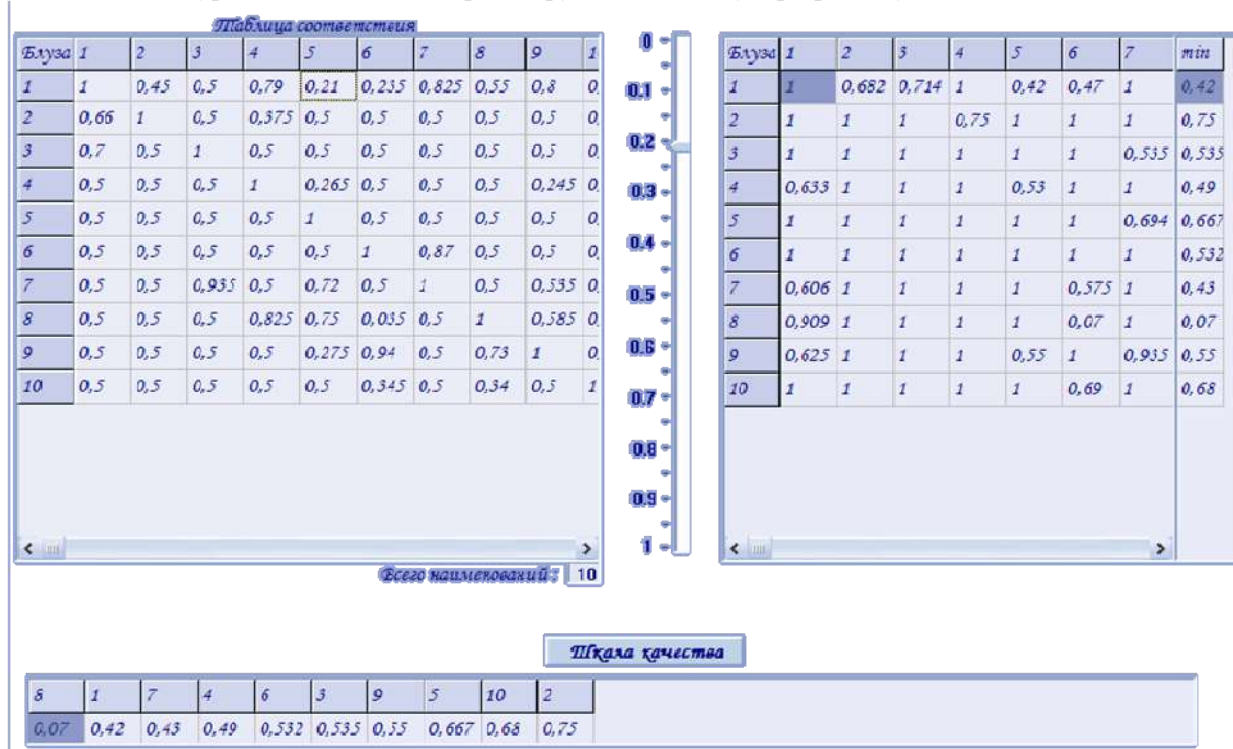 Таблица соответствия
Блуза 1 2 3 4 5 6 7 8 9 1
1 1 0,45 0,5 0,79 0,21 0,235 0,825 0,55 0,8 0,
2 0,66 1 0,5 0,375 0,5 0,5 0,5 0,5 0,5 0,
3 0,7 0,5 1 0,5 0,5 0,5 0,5 0,5 0,5 0,
4 0,5 0,5 0,5 1 0,265 0,5 0,5 0,5 0,245 0,
5 0,5 0,5 0,5 0,5 1 0,5 0,5 0,5 0,5 0,
6 0,5 0,5 0,5 0,5 0,5 1 0,87 0,5 0,5 0,
7 0,5 0,5 0,935 0,5 0,72 0,5 1 0,5 0,535 0,
8 0,5 0,5 0,5 0,825 0,75 0,035 0,5 1 0,585 0,
9 0,5 0,5 0,5 0,5 0,275 0,94 0,5 0,73 1 0,
10 0,5 0,5 0,5 0,5 0,5 0,345 0,5 0,34 0,5 1
Всего наименований : 10
0
0.1
0.2
0.3
0.4
0.5
0.6
0.7
0.8
0.9
1
Блуза 1 2 3 4 5 6 7 min
1 1 0,682 0,714 1 0,42 0,47 1 0,42
2 1 1 1 0,75 1 1 1 0,75
3 1 1 1 1 1 1 0,535 0,535
4 0,633 1 1 1 0,53 1 1 0,49
5 1 1 1 1 1 1 0,694 0,667
6 1 1 1 1 1 1 1 0,532
7 0,606 1 1 1 1 0,575 1 0,43
8 0,909 1 1 1 1 0,07 1 0,07
9 0,625 1 1 1 0,55 1 0,935 0,55
10 1 1 1 1 1 0,69 1 0,68
Шкала качества
8 1 7 4 6 3 9 5 10 2
0,07 0,42 0,43 0,49 0,532 0,535 0,55 0,667 0,68 0,75